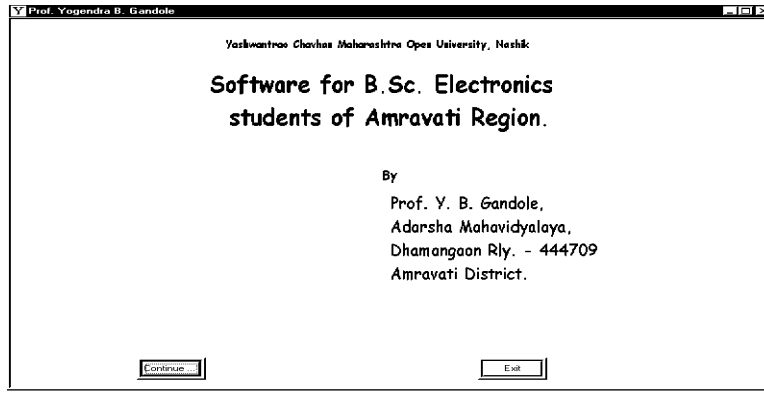 Y Prof. Yogendra B. Gandole
Yashwantrao Chavhan Maharashtra Open University, Nashik
Software for B.Sc. Electronics
students of Amravati Region.
By
Prof. Y. B. Gandole,
Adarsha Mahavidyalaya,
Dhamangaon Rly. - 444709
Amravati District.
Continue ...
Exit